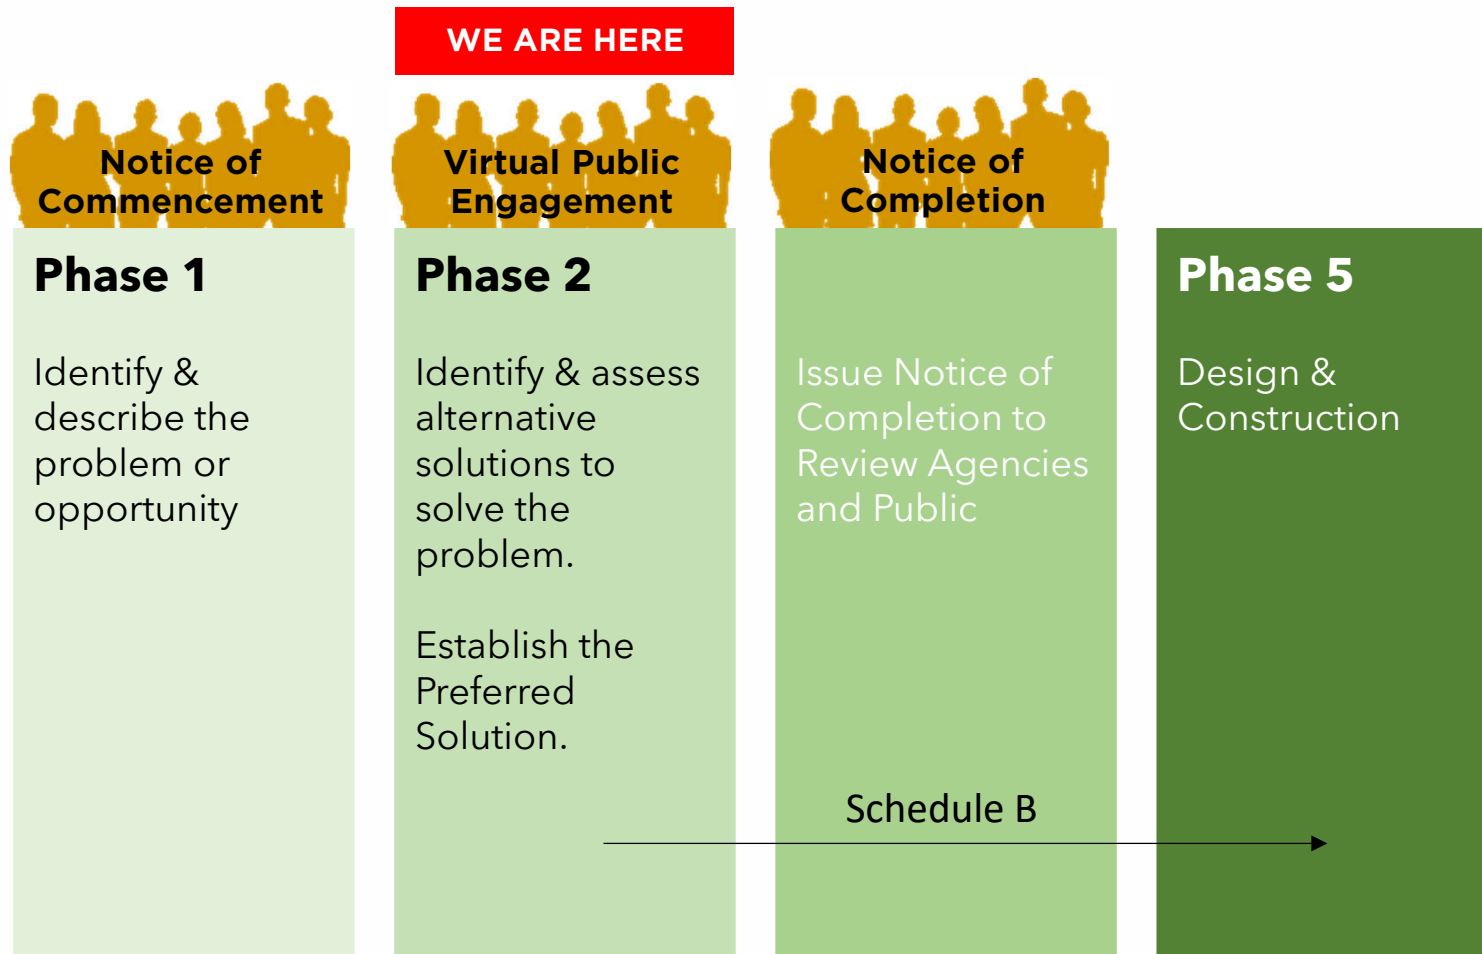 WE ARE HERE
Notice of
Commencement
Virtual Public
Engagement
Notice of
Completion
Phase 1
Identify &
describe the
problem or
opportunity
Phase 2
Identify & assess
alternative
solutions to
solve the
problem.
Establish the
Preferred
Solution.
Issue Notice of
Completion to
Review Agencies
and Public
Phase 5
Design &
Construction
Schedule B